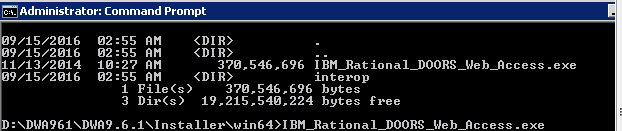 Administrator: Command Prompt
09/15/2016  02:55 AM    <DIR>          .
09/15/2016  02:55 AM    <DIR>          ..
11/13/2014  10:27 AM       370,546,696 IBM_Rational_DOORS_Web_Access.exe
09/15/2016  02:55 AM    <DIR>          interop
               1 File(s)    370,546,696 bytes
               3 Dir(s)  19,215,540,224 bytes free
D:\DWA961\DWA9.6.1\Installer\win64>IBM_Rational_DOORS_Web_Access.exe